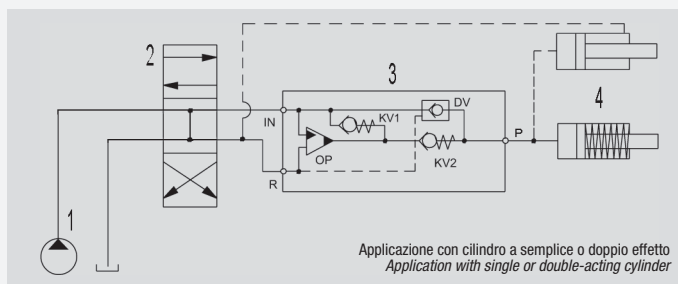 2
3
IN
DV
P
4
KV1
OP
KV2
R
1
Applicazione con cilindro a semplice o doppio effetto
Application with single or double-acting cylinder